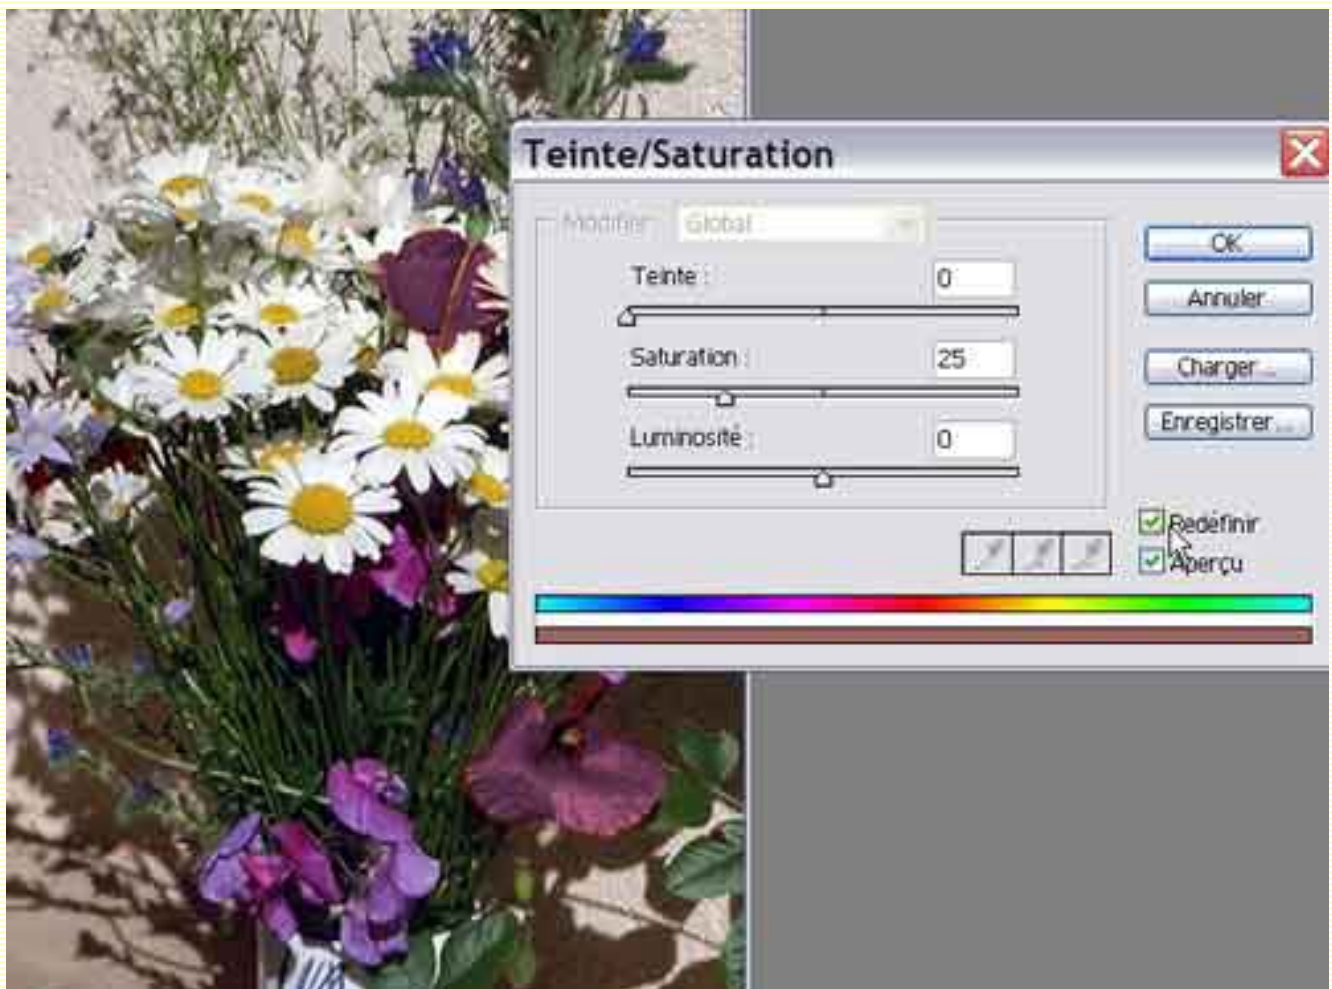 Teinte/Saturation
Modifier : Global
Teinte : 0
Saturation : 25
Luminosité : 0
OK
Annuler
Charger...
Enregistrer...
Redéfinir
Aperçu